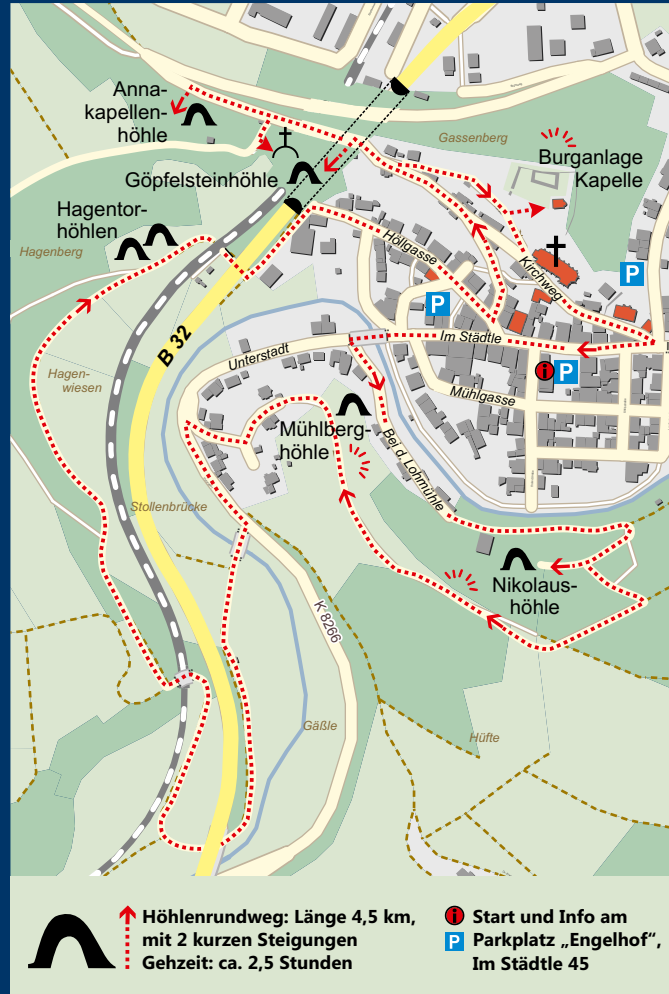 Anna-
kapellen-
höhle
Gassenberg
Burganlage
Kapelle
Göpfelsteinhöhle
Hagentor-
höhlen
Hagenberg
Höllgasse
Kirchweg
P
P
B 32
Im Städtle
Unterstadt
i P
Hagen-
wiesen
Mühlgasse
Mühlberg-
höhle
Bei d. Lohmühle
Stollenbrücke
Nikolaus-
höhle
K 8266
Gäßle
Hüfte
Höhlenrundweg: Länge 4,5 km,
mit 2 kurzen Steigungen
Gehzeit: ca. 2,5 Stunden
i Start und Info am
P Parkplatz „Engelhof“,
Im Städtle 45